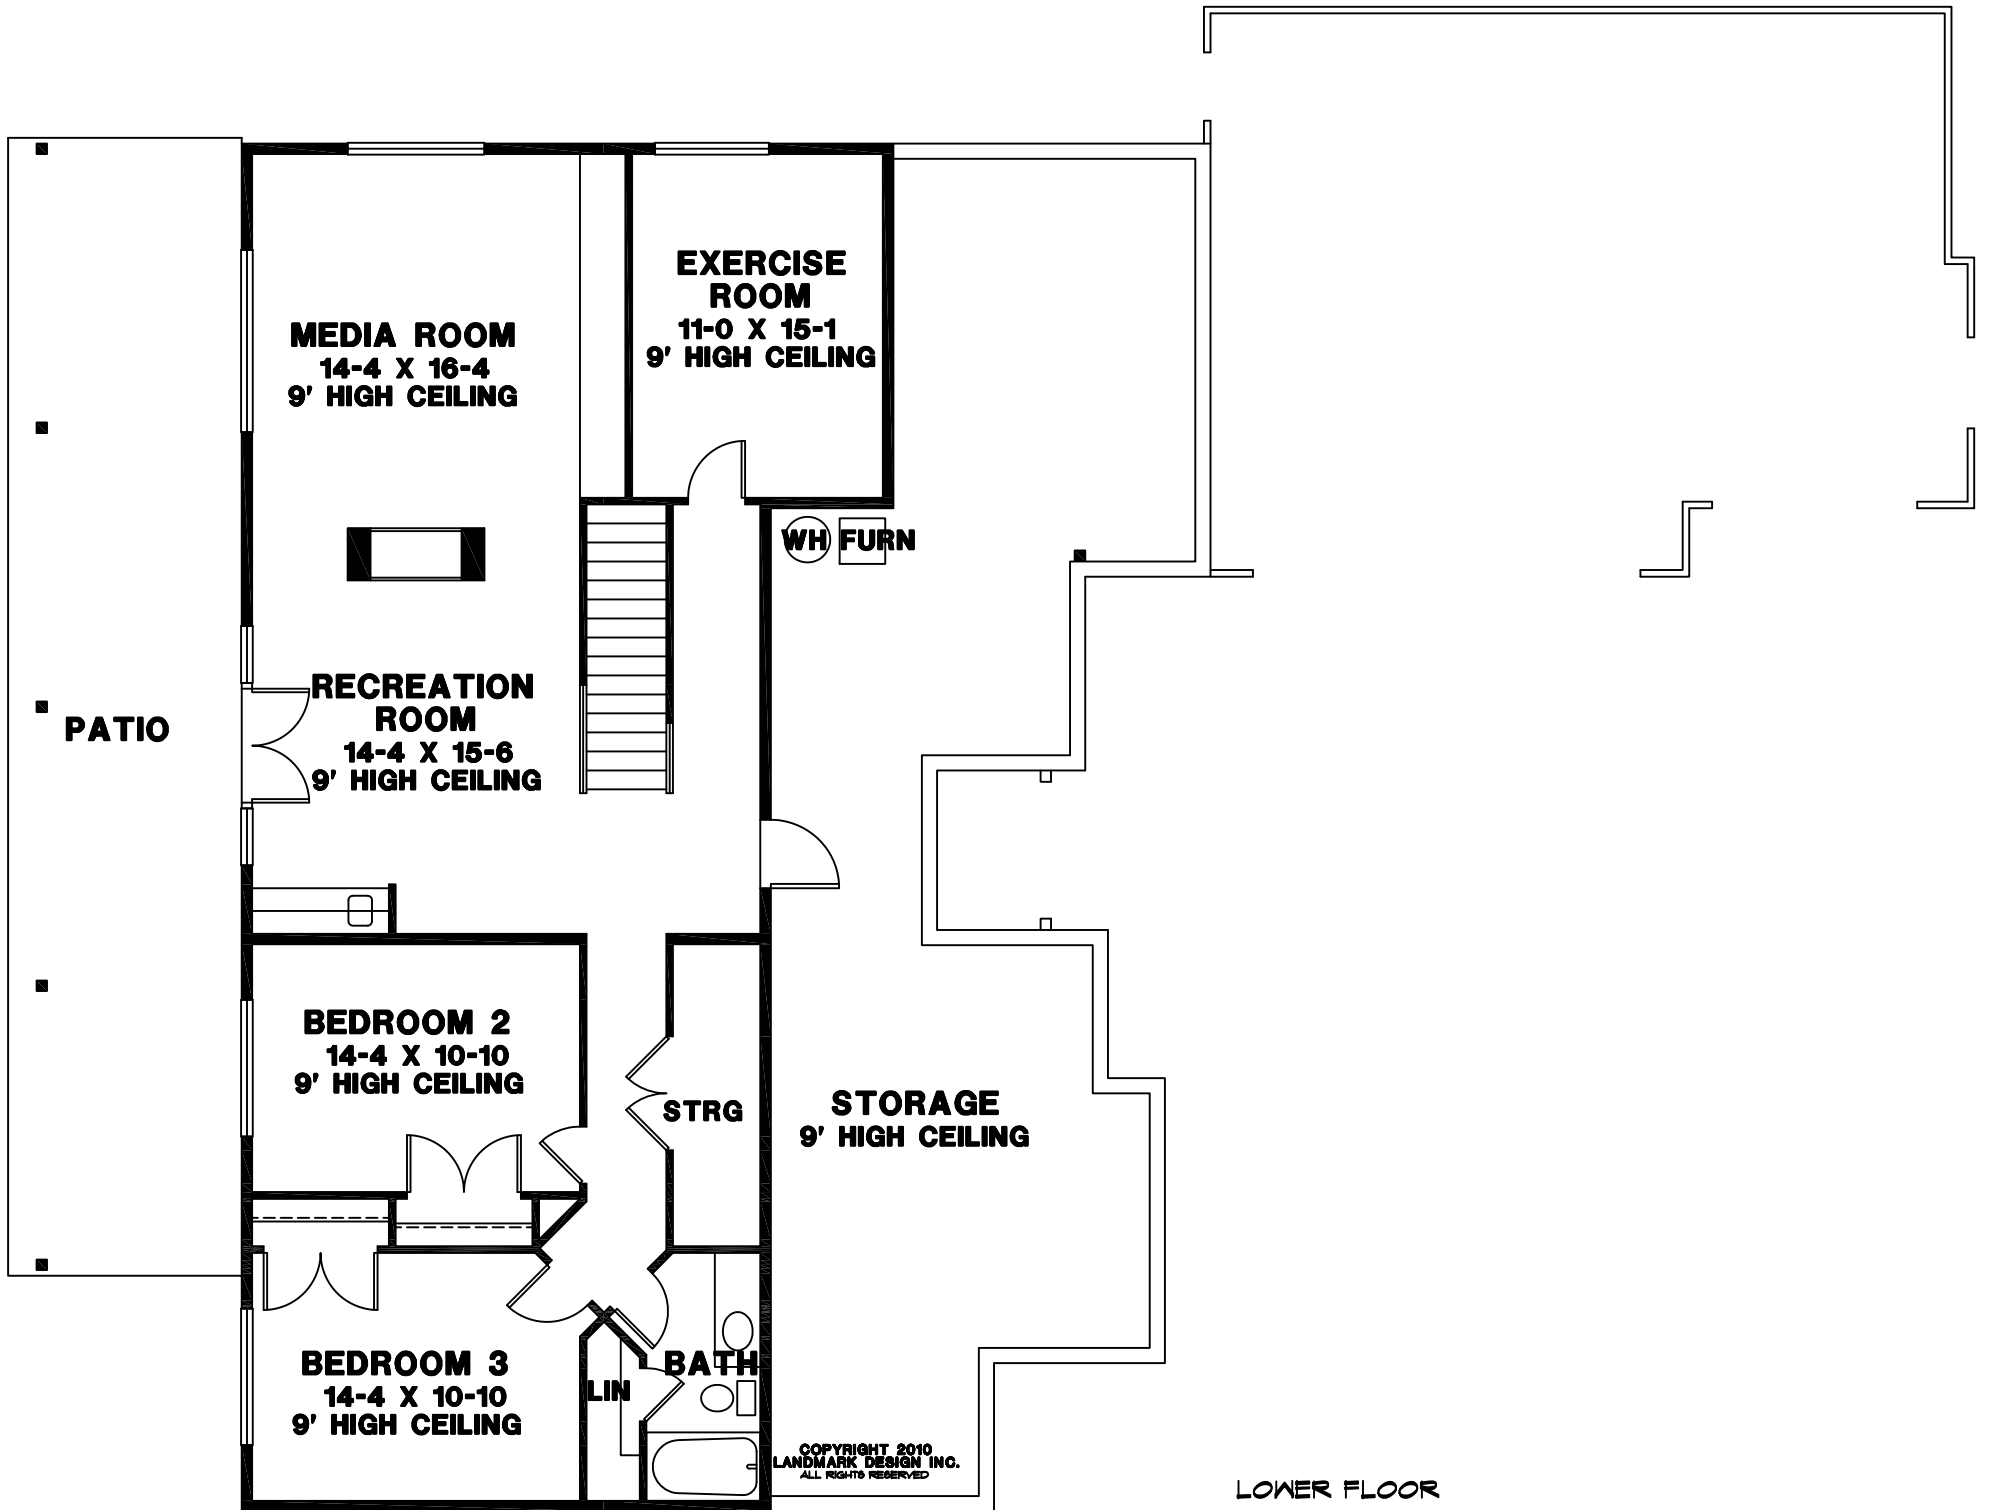 EXERCISE
ROOM
11-0 X 15-1
9' HIGH CEILING
MEDIA ROOM
14-4 X 16-4
9' HIGH CEILING
WH FURN
RECREATION
ROOM
14-4 X 15-6
9' HIGH CEILING
PATIO
BEDROOM 2
14-4 X 10-10
9' HIGH CEILING
STRG
STORAGE
9' HIGH CEILING
BEDROOM 3
14-4 X 10-10
9' HIGH CEILING
LIN
BATH
COPYRIGHT 2010
LANDMARK DESIGN INC.
ALL RIGHTS RESERVED
LOWER FLOOR